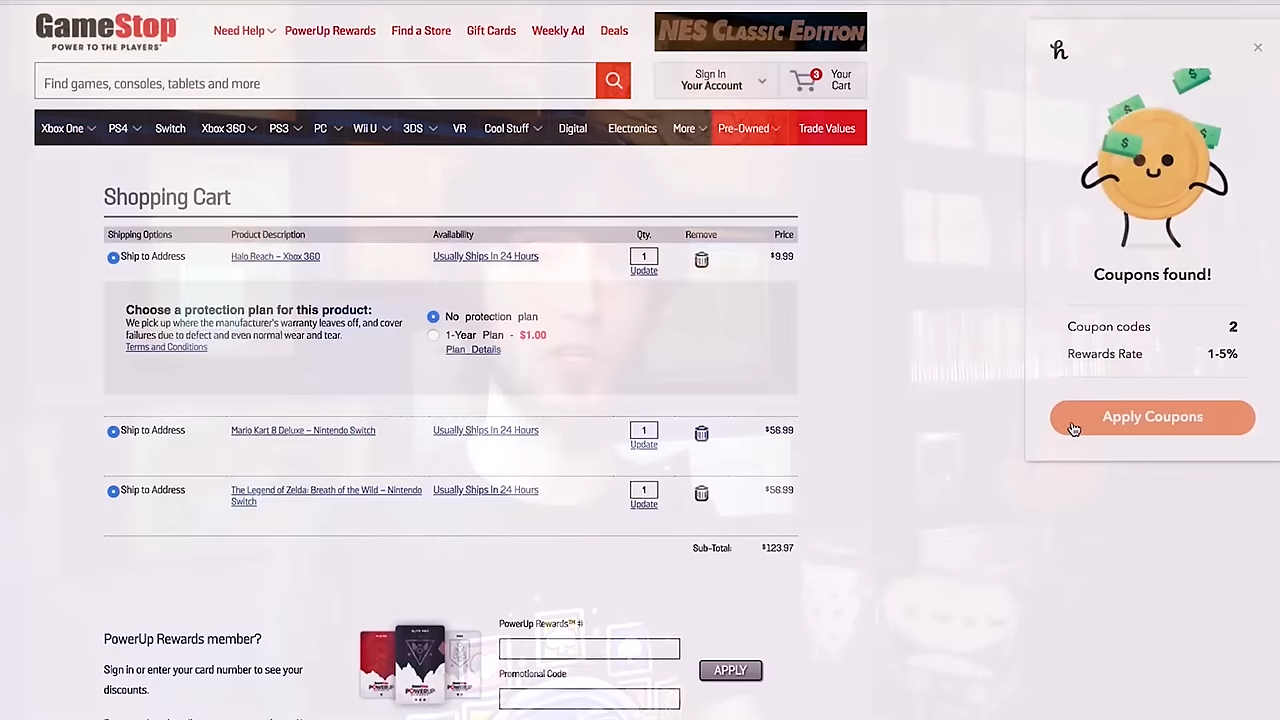 GameStop
POWER TO THE PLAYERS
Need Help PowerUp Rewards Find a Store Gift Cards Weekly Ad Deals
NES CLASSIC EDITION
Find games, consoles, tablets and more
Sign In
Your Account
3
Your
Cart
Xbox One PS4 Switch Xbox 360 PS3 PC Wii U 3DS VR Cool Stuff Digital Electronics More Pre-Owned Trade Values
Shopping Cart
Shipping Options Product Description Availability Qty. Remove Price
Ship to Address Halo Reach – Xbox 360 Usually Ships In 24 Hours 1 $9.99
Update
Choose a protection plan for this product:
We pick up where the manufacturer's warranty leaves off, and cover
failures due to defect and even normal wear and tear.
Terms and Conditions
No protection plan
1-Year Plan - $1.00
Plan Details
Ship to Address Mario Kart 8 Deluxe – Nintendo Switch Usually Ships In 24 Hours 1 $56.99
Update
Ship to Address The Legend of Zelda: Breath of the Wild – Nintendo
Switch Usually Ships In 24 Hours 1 $56.99
Update
Sub-Total: $123.97
PowerUp Rewards member?
Sign in or enter your card number to see your
discounts.
PowerUp Rewards™ #
Promotional Code
APPLY
h
×
$
$
$
$
Coupons found!
Coupon codes 2
Rewards Rate 1-5%
Apply Coupons